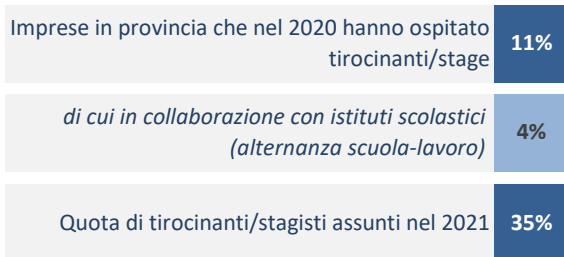 Imprese in provincia che nel 2020 hanno ospitato
tirocinanti/stage
11%
di cui in collaborazione con istituti scolastici
(alternanza scuola-lavoro)
4%
Quota di tirocinanti/stagisti assunti nel 2021
35%